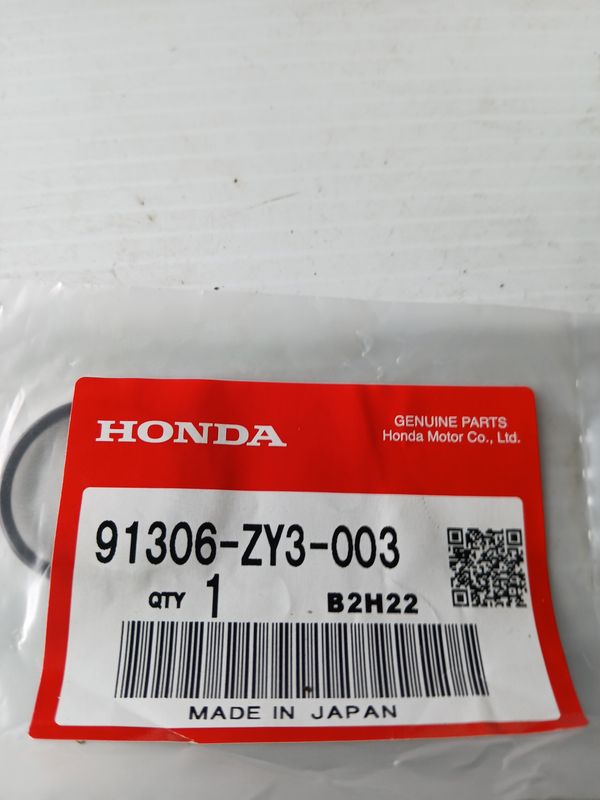 HONDA
GENUINE PARTS
Honda Motor Co., Ltd.
91306-ZY3-003
QTY 1 B2H22
MADE IN JAPAN